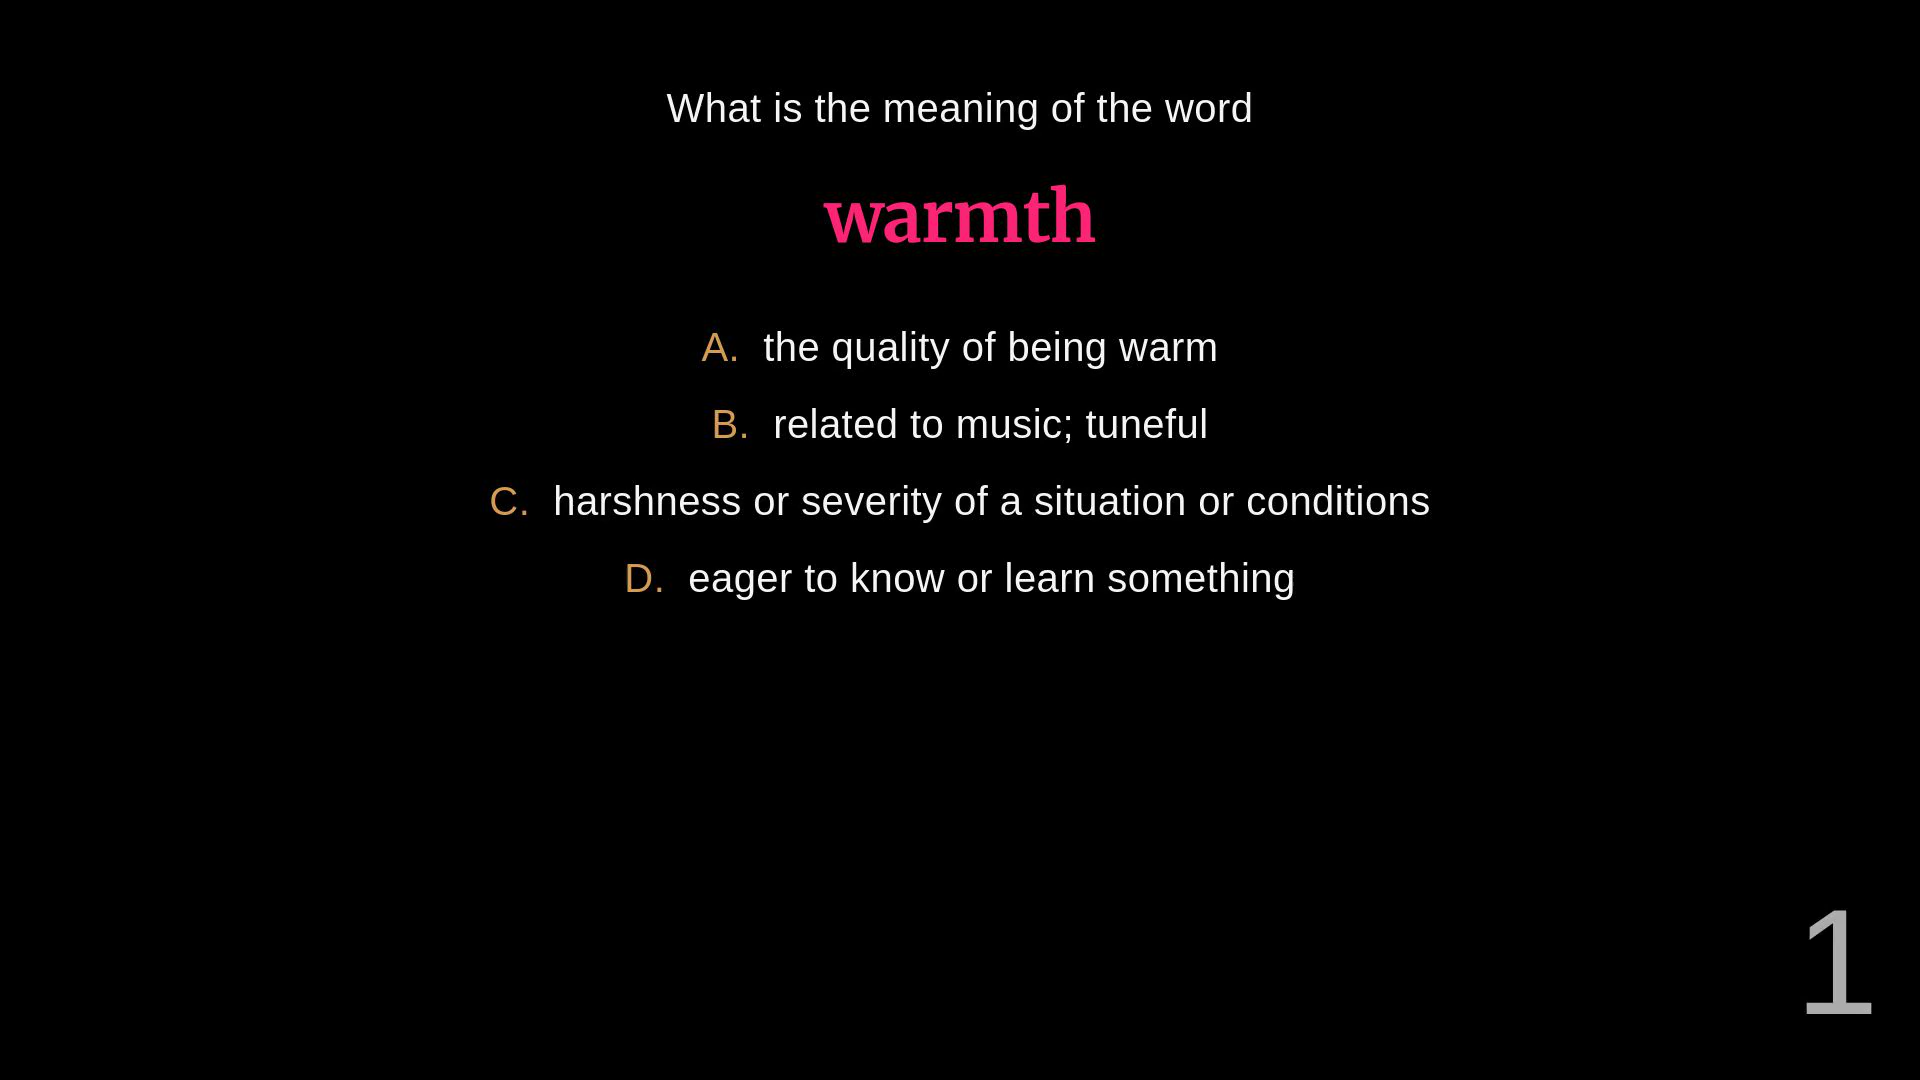 What is the meaning of the word
warmth
A. the quality of being warm
B. related to music; tuneful
C. harshness or severity of a situation or conditions
D. eager to know or learn something
1